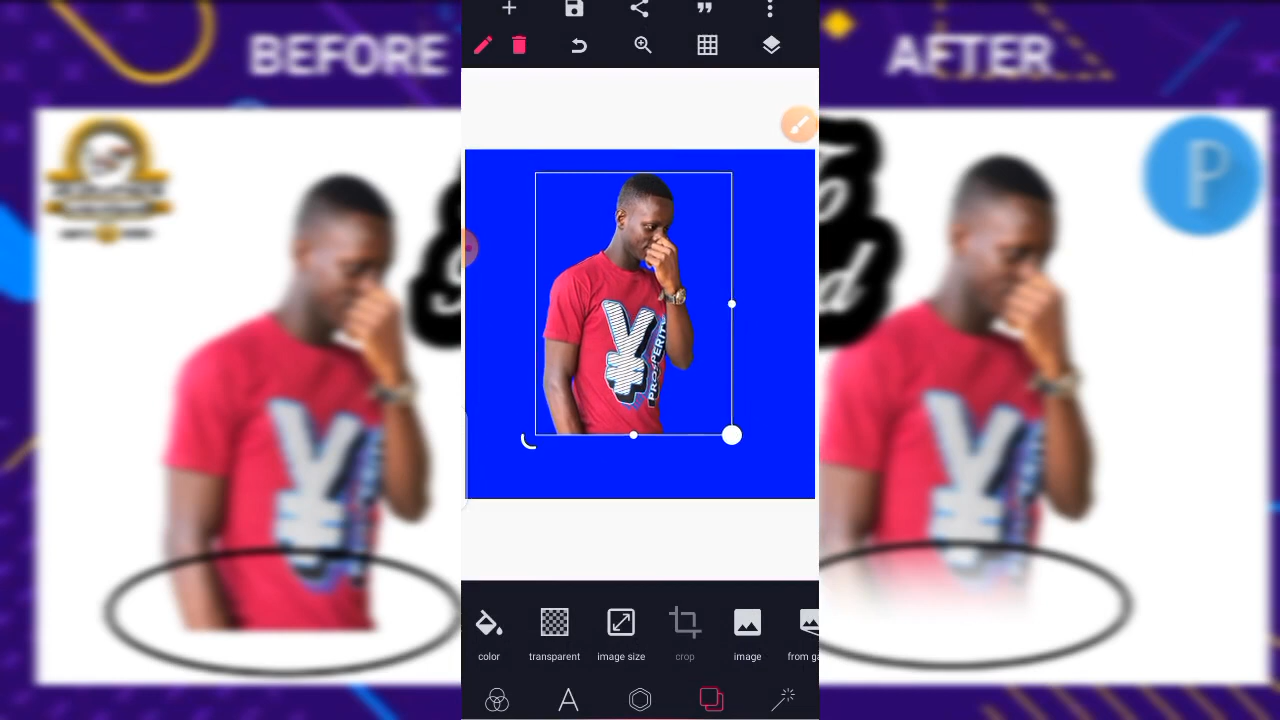 BEFORE
AFTER
P
PROSPERITY
color
transparent
image size
crop
image
from ga